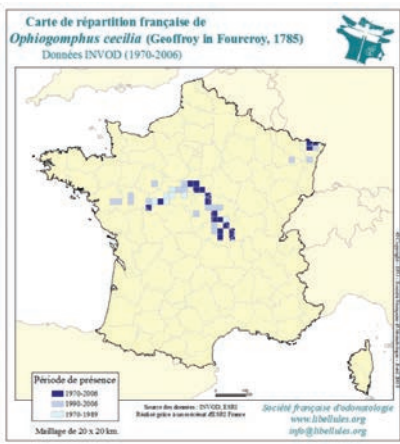 Carte de répartition française de
Ophiogomphus cecilia (Geoffroy in Fourcroy, 1785)
Données INVOD (1970-2006)
Période de présence
1970-2006
1990-2006
1970-1989
Maillage de 20 x 20 km.
Source des données : INVOD, ESRI
Société française d'odonatologie
www.libellules.org
info@libellules.org